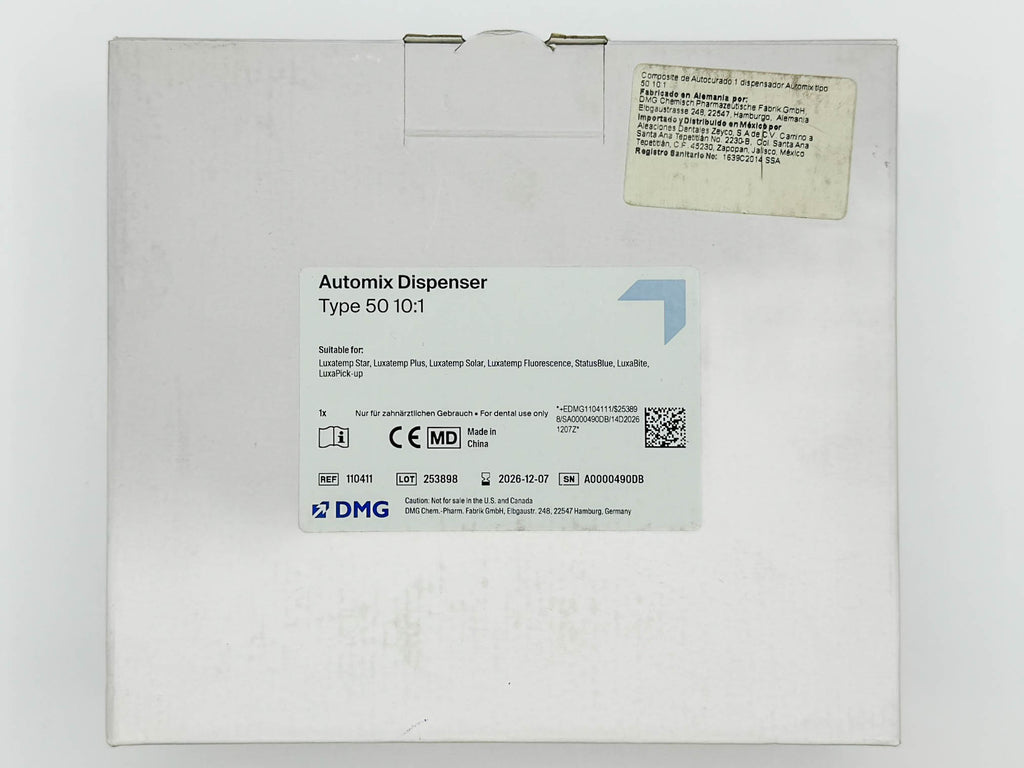 Composite de Autocurado 1 dispensador Automix tipo
50 10:1
Fabricado en Alemania por:
DMG Chemisch Pharmazeutische Fabrik GmbH
Elbgaustrasse 248, 22547, Hamburgo, Alemania
Importado y Distribuido en México por
Aleaciones Dentales Zeyco, S.A de C.V. Camino a
Santa Ana Tepetitlán No. 2230-B, Col. Santa Ana
Tepetitlán, C.P. 45230, Zapopan, Jalisco, México
Registro Sanitario No: 1639C2014 SSA
Automix Dispenser
Type 50 10:1
Suitable for:
Luxatemp Star, Luxatemp Plus, Luxatemp Solar, Luxatemp Fluorescence, StatusBlue, LuxaBite,
LuxaPick-up
1x Nur für zahnärztlichen Gebrauch • For dental use only
*+EDMG1104111/$25389
8/SA0000490DB/14D2026
1207Z*
CE MD Made in
China
REF 110411 LOT 253898 2026-12-07 SN A0000490DB
DMG Caution: Not for sale in the U.S. and Canada
DMG Chem.-Pharm. Fabrik GmbH, Elbgaustr. 248, 22547 Hamburg, Germany